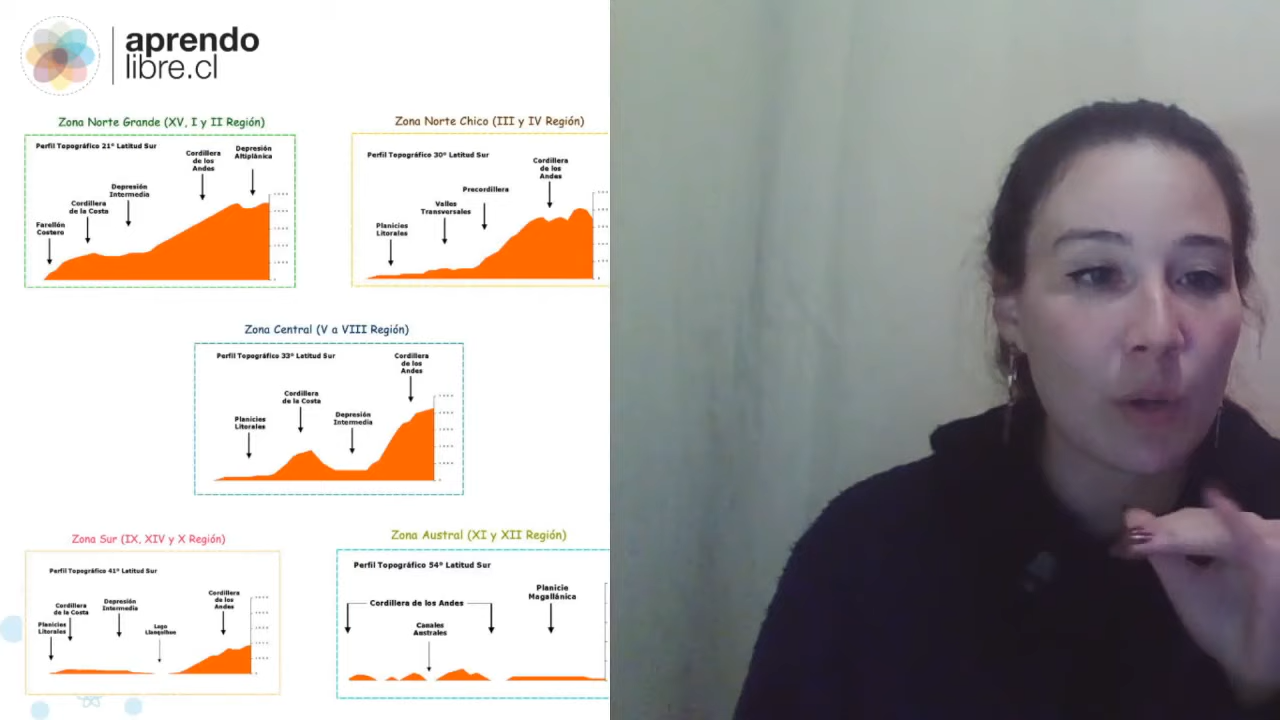 aprendo
libre.cl
Zona Norte Grande (XV, I y II Región)
Perfil Topográfico 21º Latitud Sur
Farellón
Costero
Cordillera
de la Costa
Depresión
Intermedia
Cordillera
de los
Andes
Depresión
Altiplánica
Zona Norte Chico (III y IV Región)
Perfil Topográfico 30º Latitud Sur
Planicies
Litorales
Valles
Transversales
Precordillera
Cordillera
de los
Andes
Zona Central (V a VIII Región)
Perfil Topográfico 33º Latitud Sur
Planicies
Litorales
Cordillera
de la Costa
Depresión
Intermedia
Cordillera
de los
Andes
Zona Sur (IX, XIV y X Región)
Perfil Topográfico 41º Latitud Sur
Planicies
Litorales
Cordillera
de la Costa
Depresión
Intermedia
Lago
Llanquihue
Cordillera
de los
Andes
Zona Austral (XI y XII Región)
Perfil Topográfico 54º Latitud Sur
Cordillera de los Andes
Canales
Australes
Planicie
Magallánica